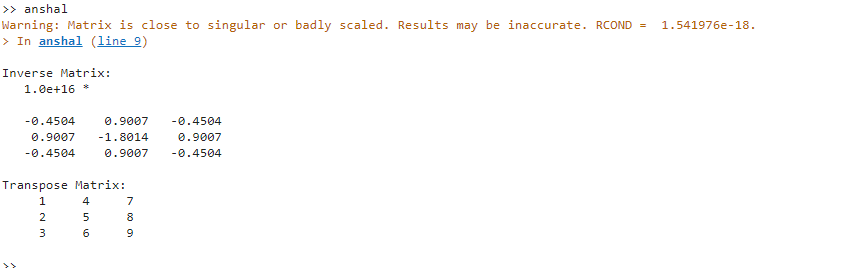 >> anshal
Warning: Matrix is close to singular or badly scaled. Results may be inaccurate. RCOND =  1.541976e-18.
> In anshal (line 9)
Inverse Matrix:
   1.0e+16 *
   -0.4504    0.9007   -0.4504
    0.9007   -1.8014    0.9007
   -0.4504    0.9007   -0.4504
Transpose Matrix:
     1     4     7
     2     5     8
     3     6     9
>>